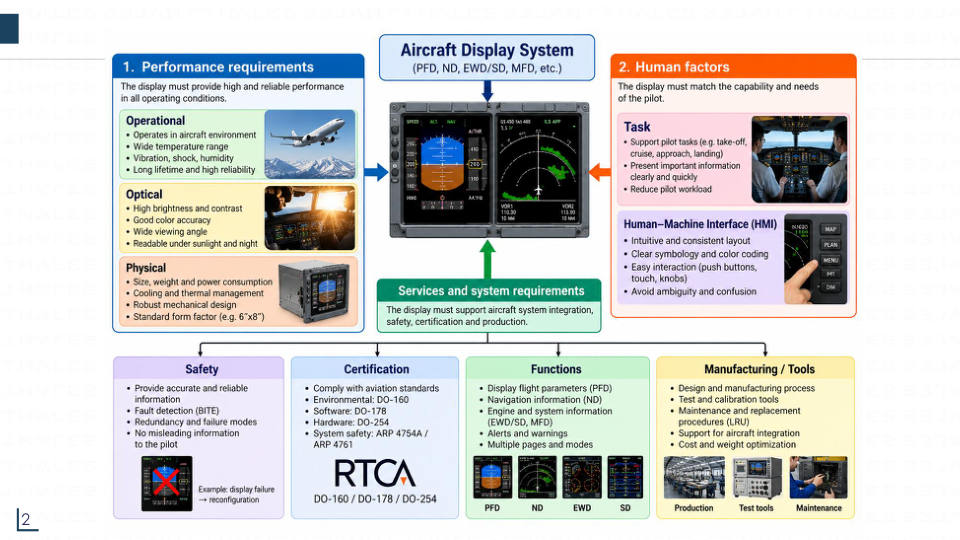 Aircraft Display System
(PFD, ND, EWD/SD, MFD, etc.)
1. Performance requirements
The display must provide high and reliable performance
in all operating conditions.
Operational
• Operates in aircraft environment
• Wide temperature range
• Vibration, shock, humidity
• Long lifetime and high reliability
Optical
• High brightness and contrast
• Good color accuracy
• Wide viewing angle
• Readable under sunlight and night
Physical
• Size, weight and power consumption
• Cooling and thermal management
• Robust mechanical design
• Standard form factor (e.g. 6"x8")
SPEED
A/THR
VOR1
110.30
10 NM
VOR2
2. Human factors
The display must match the capability and needs
of the pilot.
Task
• Support pilot tasks (e.g. take-off,
cruise, approach, landing)
• Present important information
clearly and quickly
• Reduce pilot workload
Human–Machine Interface (HMI)
• Intuitive and consistent layout
• Clear symbology and color coding
• Easy interaction (push buttons,
touch, knobs)
• Avoid ambiguity and confusion
MAP
PLAN
MENU
Services and system requirements
The display must support aircraft system integration,
safety, certification and production.
Safety
• Provide accurate and reliable
information
• Fault detection (BITE)
• Redundancy and failure modes
• No misleading information
to the pilot
Example: display failure
→ reconfiguration
Certification
• Comply with aviation standards
• Environmental: DO-160
• Software: DO-178
• Hardware: DO-254
• System safety: ARP 4754A /
ARP 4761
RTCA
DO-160 / DO-178 / DO-254
Functions
• Display flight parameters (PFD)
• Navigation information (ND)
• Engine and system information
(EWD/SD, MFD)
• Alerts and warnings
• Multiple pages and modes
PFD
ND
EWD
SD
Manufacturing / Tools
• Design and manufacturing process
• Test and calibration tools
• Maintenance and replacement
procedures (LRU)
• Support for aircraft integration
• Cost and weight optimization
Production
Test tools
Maintenance
2